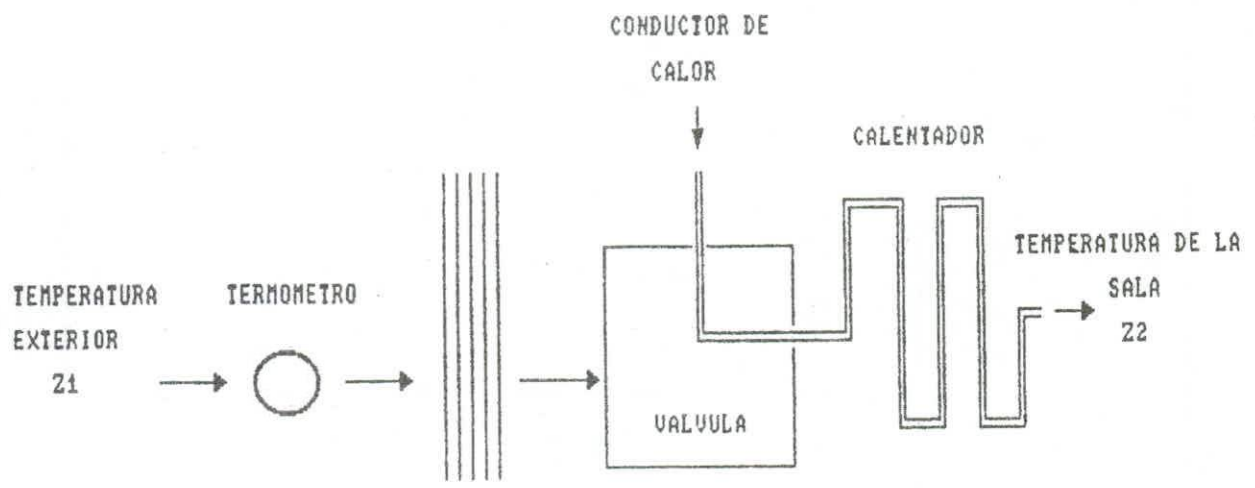 CONDUCTOR DE
CALOR
CALENTADOR
TEMPERATURA DE LA
SALA
Z2
TEMPERATURA
EXTERIOR
Z1
TERMOMETRO
VALVULA